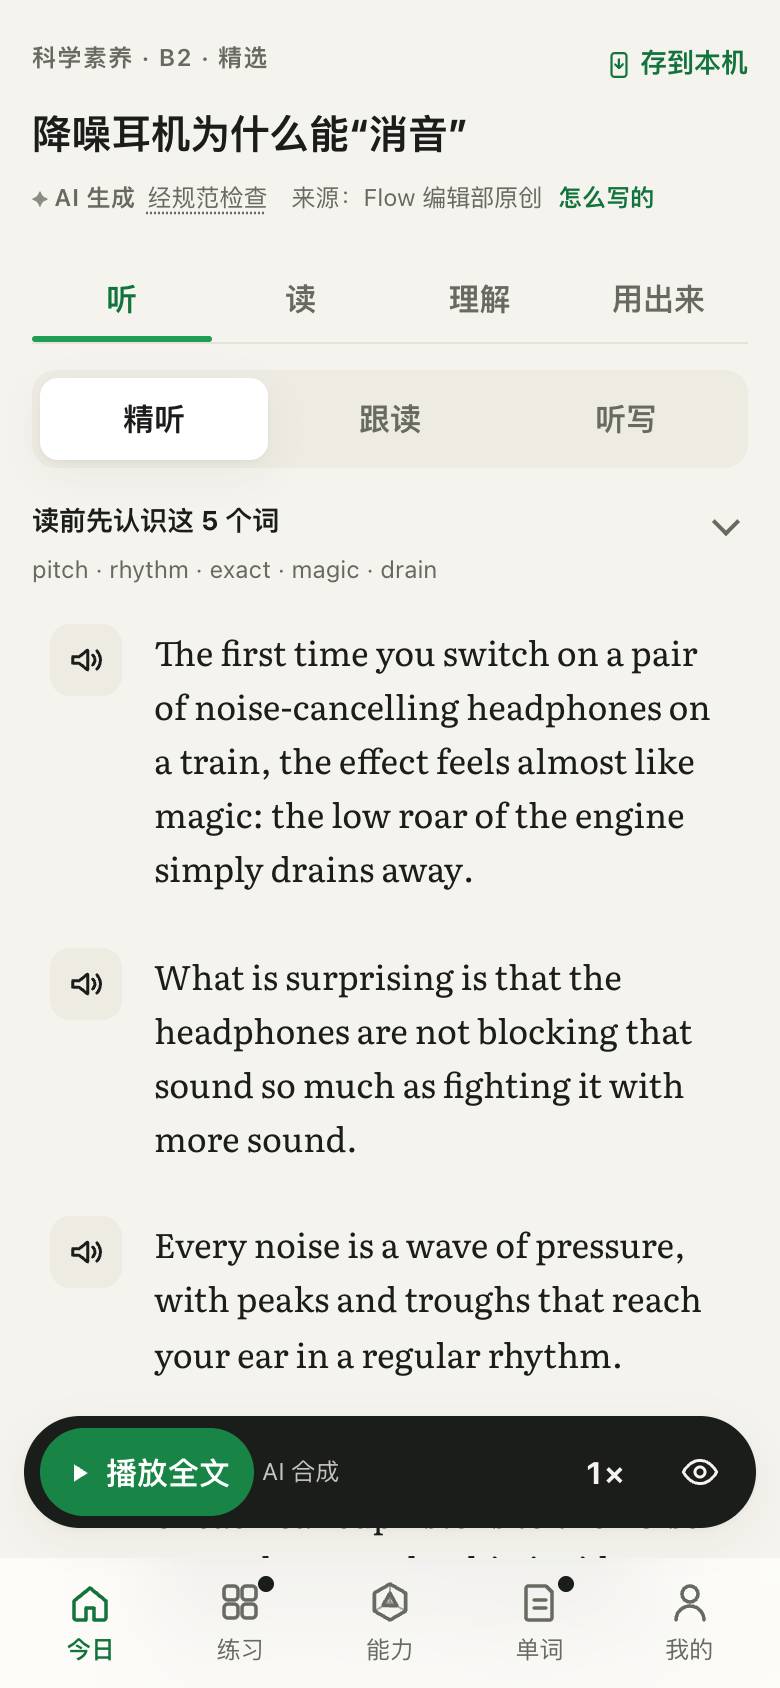 科学素养 · B2 · 精选
存到本机
降噪耳机为什么能“消音”
AI 生成 经规范检查 来源：Flow 编辑部原创 怎么写的
听 读 理解 用出来
精听 跟读 听写
读前先认识这 5 个词
pitch · rhythm · exact · magic · drain
The first time you switch on a pair
of noise-cancelling headphones on
a train, the effect feels almost like
magic: the low roar of the engine
simply drains away.
What is surprising is that the
headphones are not blocking that
sound so much as fighting it with
more sound.
Every noise is a wave of pressure,
with peaks and troughs that reach
your ear in a regular rhythm.
播放全文 AI 合成 1×
今日 练习 能力 单词 我的